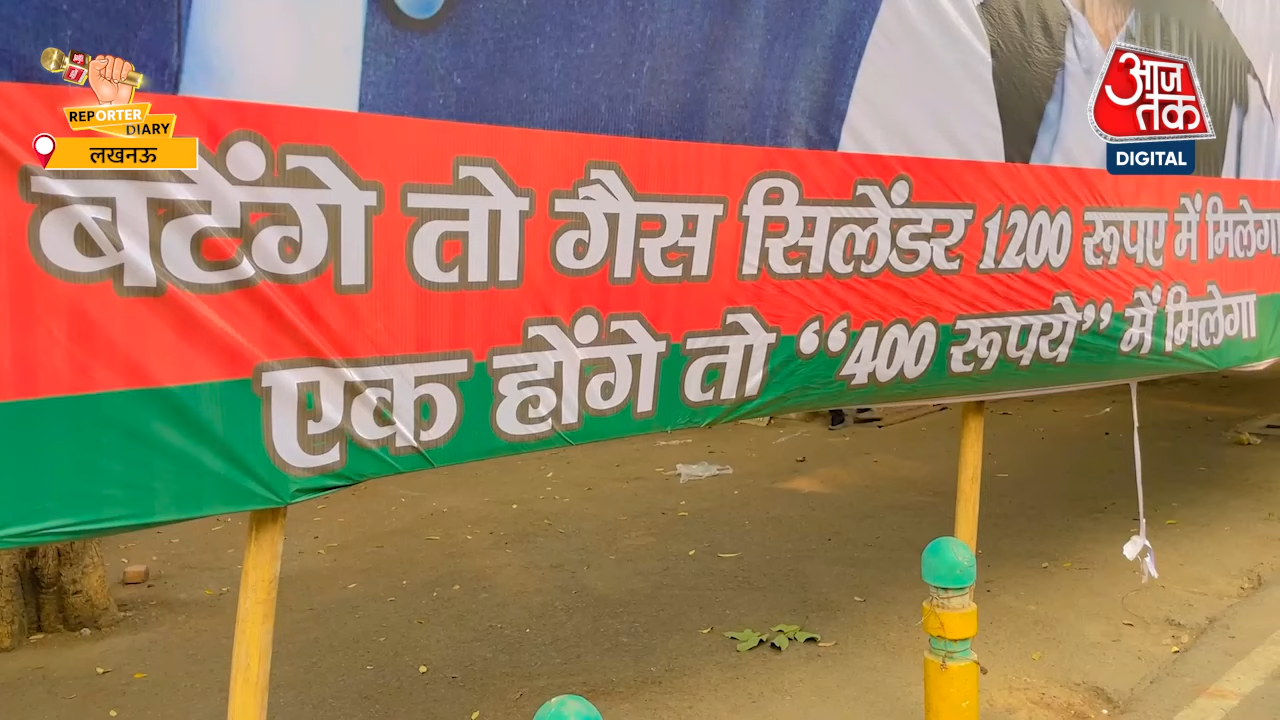 REPORTER
DIARY
लखनऊ
आज
तक
DIGITAL
बटेंगे तो गैस सिलेंडर 1200 रूपए में मिलेगा
एक होंगे तो “400 रूपये” में मिलेगा